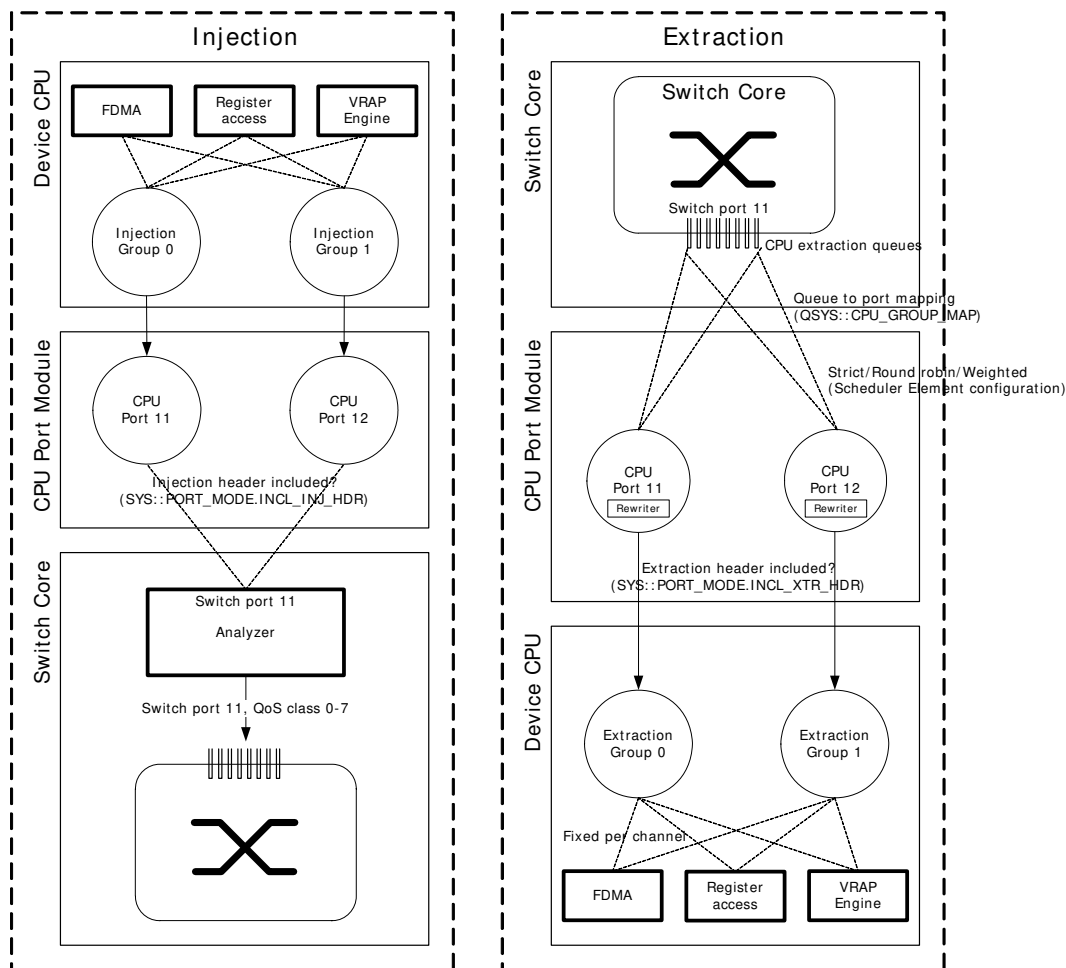 Injection
Device CPU
FDMA
Register
access
VRAP
Engine
Injection
Group 0
Injection
Group 1
CPU Port Module
CPU
Port 11
CPU
Port 12
Injection header included?
(SYS::PORT_MODE.INCL_INJ_HDR)
Switch Core
Switch port 11
Analyzer
Switch port 11, QoS class 0-7
Extraction
Switch Core
Switch Core
Switch port 11
CPU extraction queues
Queue to port mapping
(QSYS::CPU_GROUP_MAP)
CPU Port Module
Strict/Round robin/Weighted
(Scheduler Element configuration)
CPU
Port 11
Rewriter
CPU
Port 12
Rewriter
Extraction header included?
(SYS::PORT_MODE.INCL_XTR_HDR)
Device CPU
Extraction
Group 0
Extraction
Group 1
Fixed per channel
FDMA
Register
access
VRAP
Engine